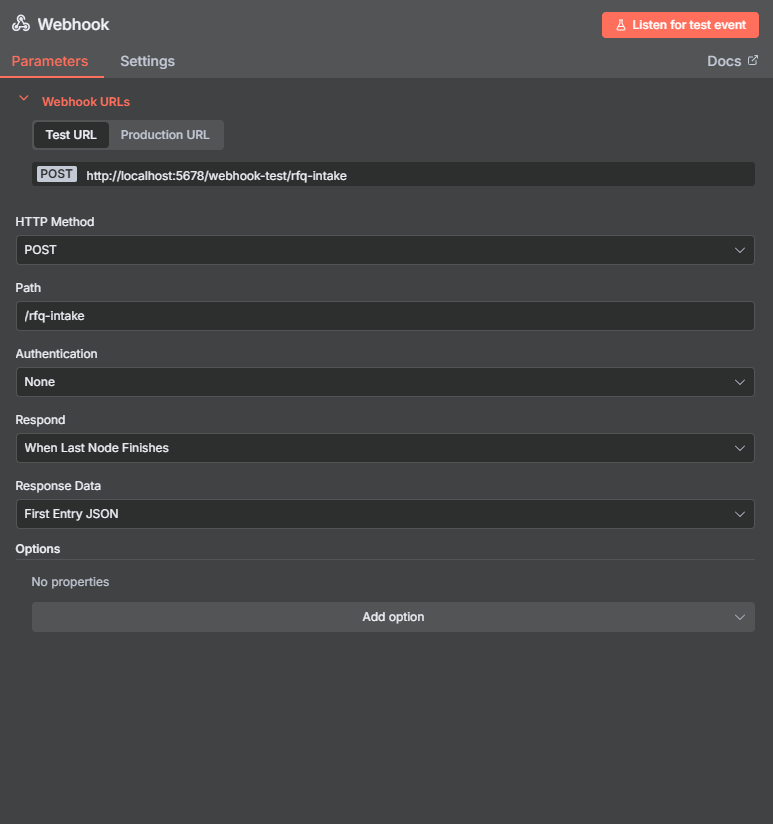 Webhook
Listen for test event
Parameters Settings Docs
Webhook URLs
Test URL Production URL
POST http://localhost:5678/webhook-test/rfq-intake
HTTP Method
POST
Path
/rfq-intake
Authentication
None
Respond
When Last Node Finishes
Response Data
First Entry JSON
Options
No properties
Add option